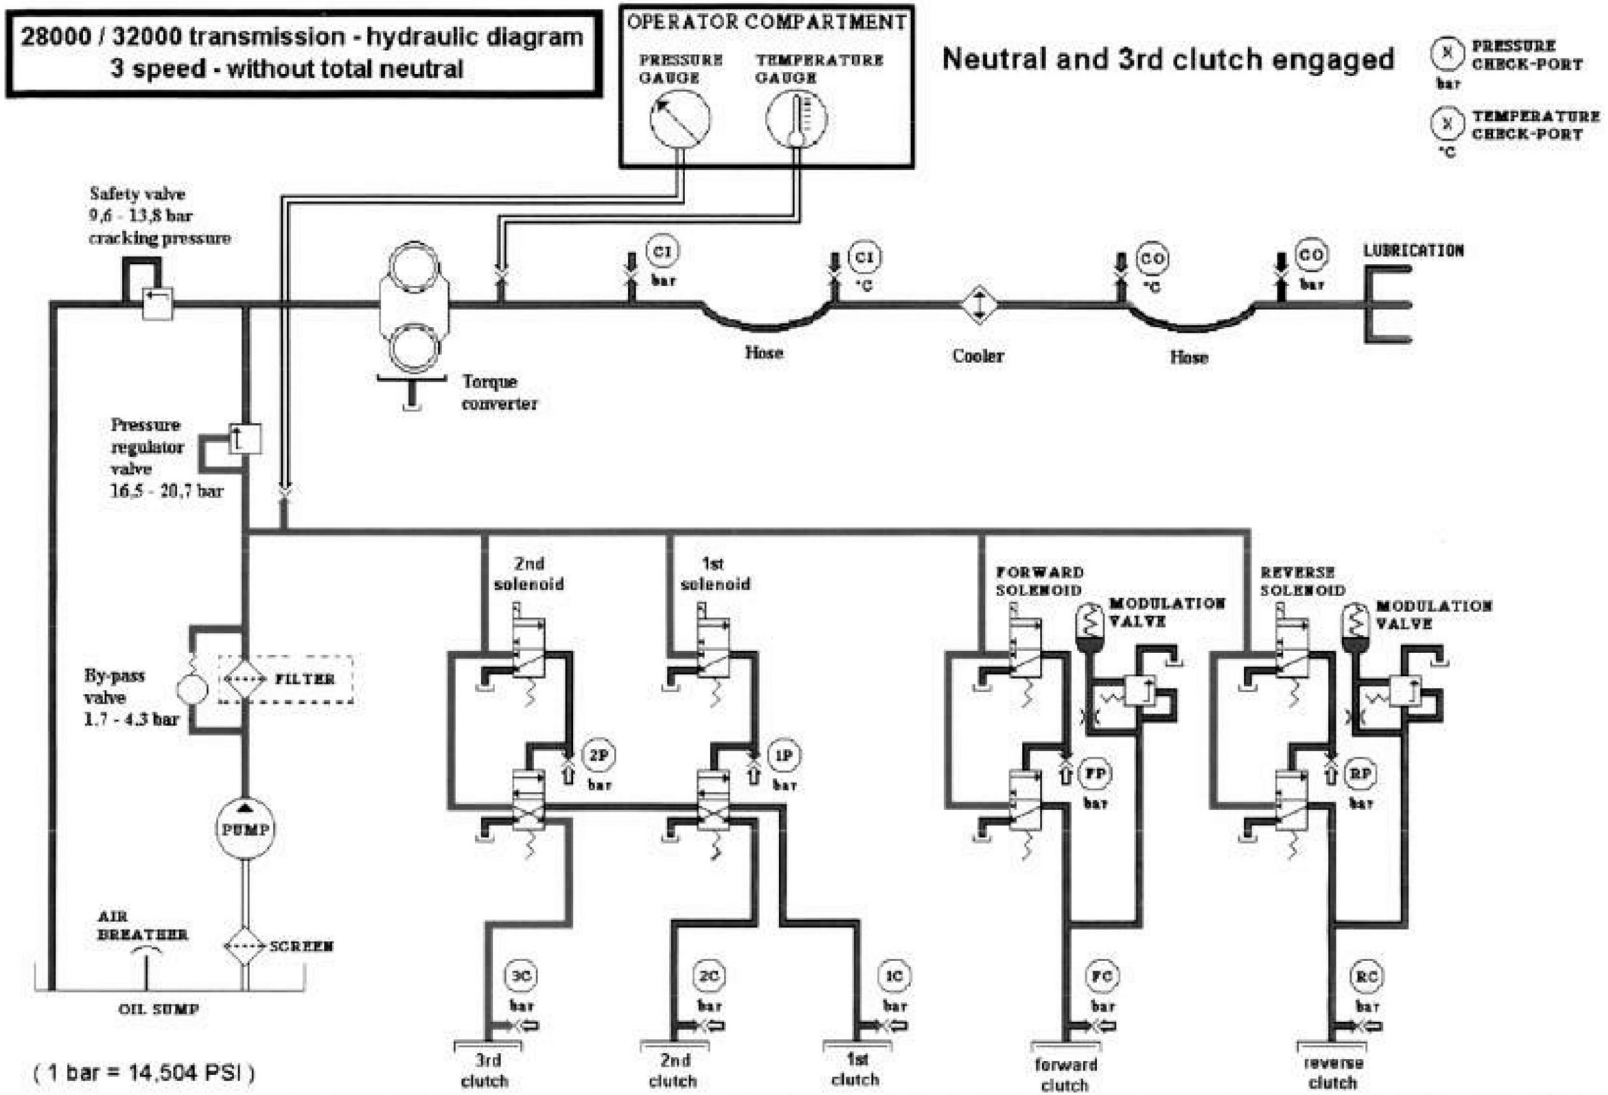 28000 / 32000 transmission - hydraulic diagram
3 speed - without total neutral
OPERATOR COMPARTMENT
PRESSURE
GAUGE
TEMPERATURE
GAUGE
Neutral and 3rd clutch engaged
X
PRESSURE
CHECK-PORT
bar
X
TEMPERATURE
CHECK-PORT
°C
Safety valve
9,6 - 13,8 bar
cracking pressure
CI
bar
CI
°C
CO
°C
CO
bar
LUBRICATION
Hose
Cooler
Hose
Torque
converter
Pressure
regulator
valve
16,5 - 20,7 bar
2nd
solenoid
1st
solenoid
FORWARD
SOLENOID
MODULATION
VALVE
REVERSE
SOLENOID
MODULATION
VALVE
By-pass
valve
1.7 - 4.3 bar
FILTER
2P
bar
1P
bar
FP
bar
RP
bar
PUMP
AIR
BREATHER
SCREEN
OIL SUMP
3C
bar
2C
bar
1C
bar
FC
bar
RC
bar
3rd
clutch
2nd
clutch
1st
clutch
forward
clutch
reverse
clutch
( 1 bar = 14,504 PSI )